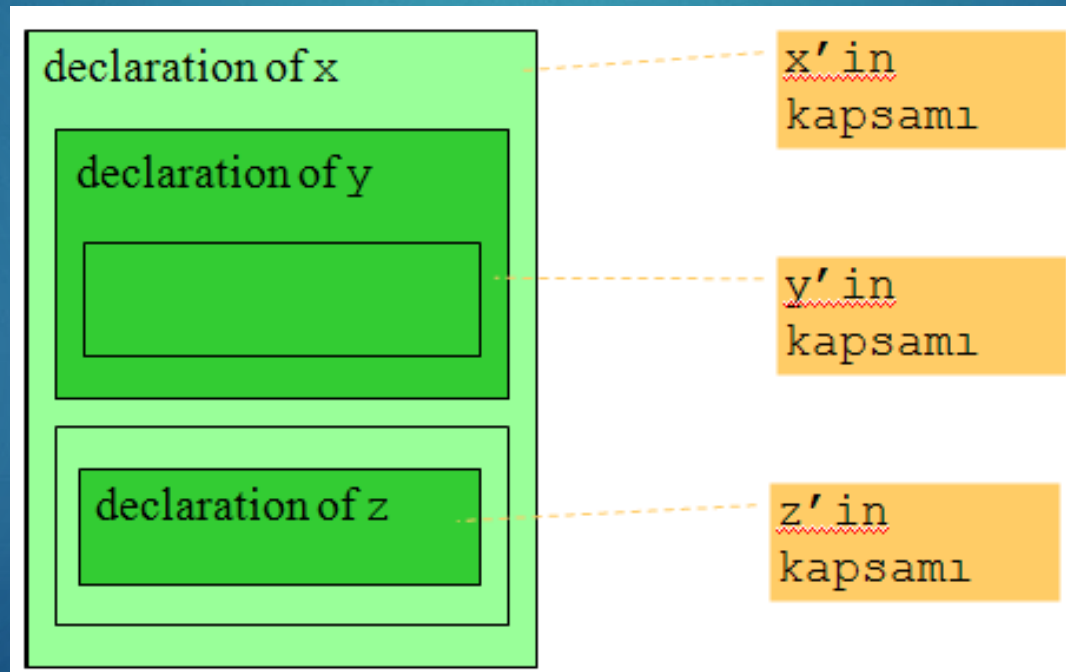 declaration of x
x’in
kapsamı
declaration of y
y’in
kapsamı
declaration of z
z’in
kapsamı